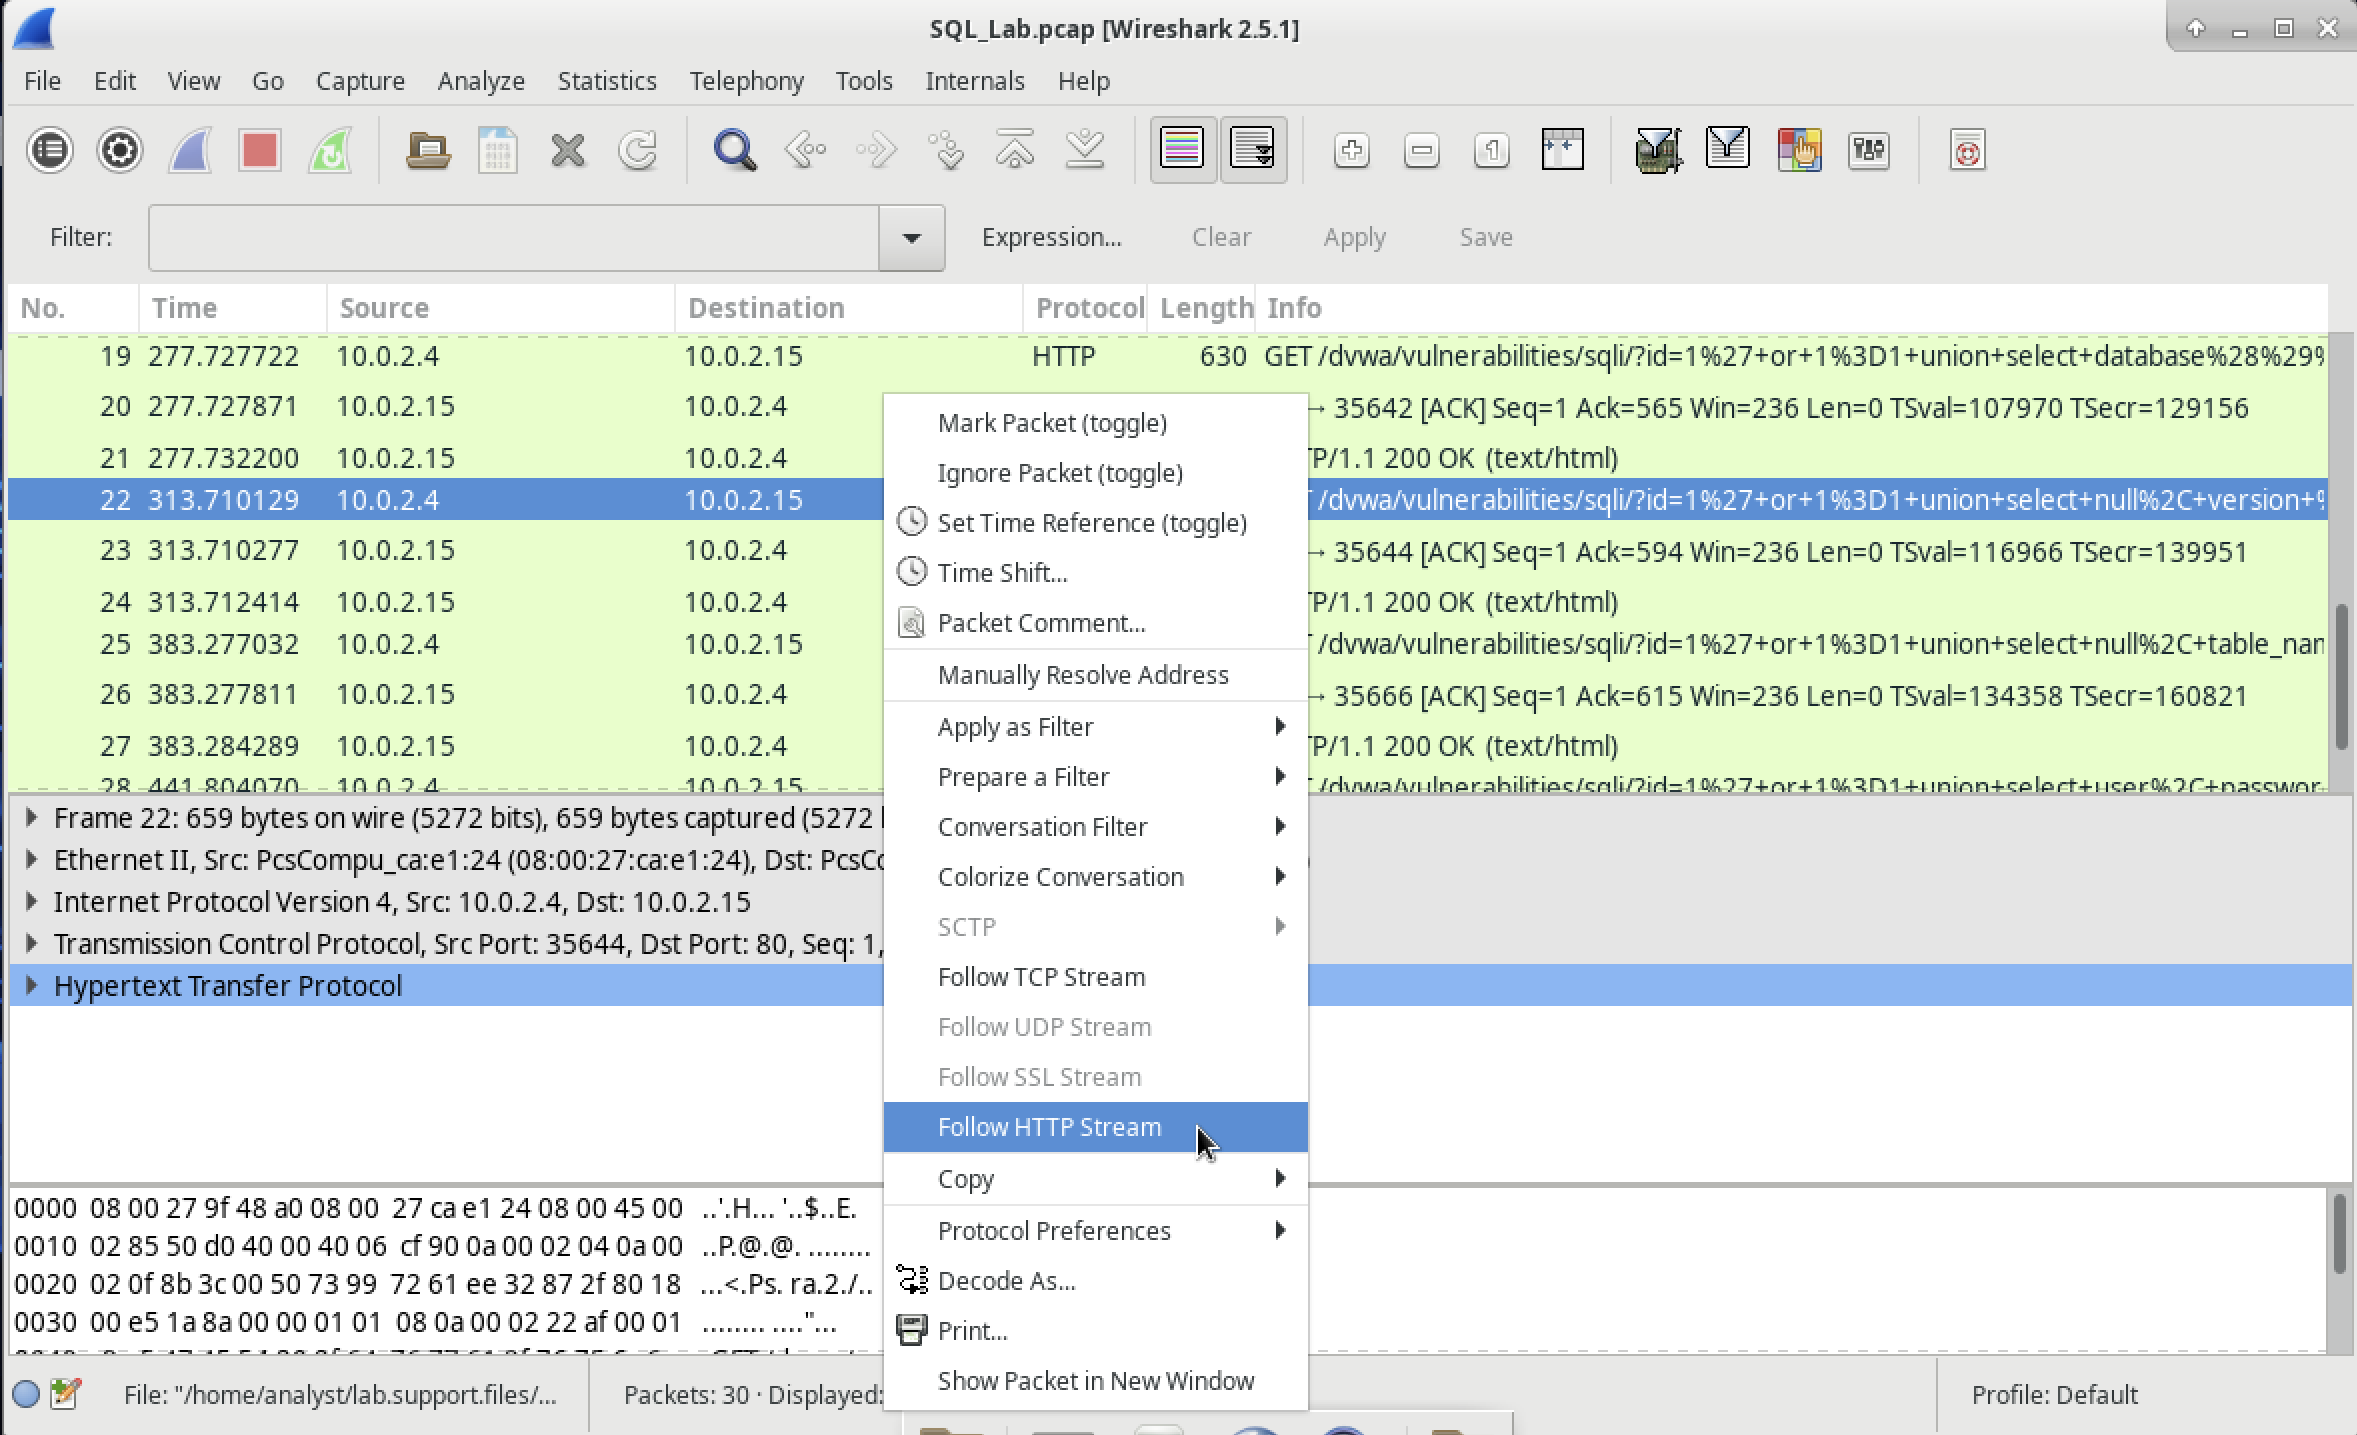 SQL_Lab.pcap [Wireshark 2.5.1]
File Edit View Go Capture Analyze Statistics Telephony Tools Internals Help
Filter: Expression... Clear Apply Save
No. Time Source Destination Protocol Length Info
19 277.727722 10.0.2.4 10.0.2.15 HTTP 630 GET /dvwa/vulnerabilities/sqli/?id=1%27+or+1%3D1+union+select+database%28%29%
20 277.727871 10.0.2.15 10.0.2.4 → 35642 [ACK] Seq=1 Ack=565 Win=236 Len=0 TSval=107970 TSecr=129156
21 277.732200 10.0.2.15 10.0.2.4 TP/1.1 200 OK (text/html)
22 313.710129 10.0.2.4 10.0.2.15 /dvwa/vulnerabilities/sqli/?id=1%27+or+1%3D1+union+select+null%2C+version+%
23 313.710277 10.0.2.15 10.0.2.4 → 35644 [ACK] Seq=1 Ack=594 Win=236 Len=0 TSval=116966 TSecr=139951
24 313.712414 10.0.2.15 10.0.2.4 TP/1.1 200 OK (text/html)
25 383.277032 10.0.2.4 10.0.2.15 /dvwa/vulnerabilities/sqli/?id=1%27+or+1%3D1+union+select+null%2C+table_nar
26 383.277811 10.0.2.15 10.0.2.4 → 35666 [ACK] Seq=1 Ack=615 Win=236 Len=0 TSval=134358 TSecr=160821
27 383.284289 10.0.2.15 10.0.2.4 TP/1.1 200 OK (text/html)
28 441.804070 10.0.2.4 10.0.2.15 /dvwa/vulnerabilities/sqli/?id=1%27+or+1%3D1+union+select+user%2C+passwor
Mark Packet (toggle)
Ignore Packet (toggle)
Set Time Reference (toggle)
Time Shift...
Packet Comment...
Manually Resolve Address
Apply as Filter
Prepare a Filter
Conversation Filter
Colorize Conversation
SCTP
Follow TCP Stream
Follow UDP Stream
Follow SSL Stream
Follow HTTP Stream
Copy
Protocol Preferences
Decode As...
Print...
Show Packet in New Window
Frame 22: 659 bytes on wire (5272 bits), 659 bytes captured (5272
Ethernet II, Src: PcsCompu_ca:e1:24 (08:00:27:ca:e1:24), Dst: PcsCo
Internet Protocol Version 4, Src: 10.0.2.4, Dst: 10.0.2.15
Transmission Control Protocol, Src Port: 35644, Dst Port: 80, Seq: 1,
Hypertext Transfer Protocol
0000 08 00 27 9f 48 a0 08 00 27 ca e1 24 08 00 45 00 ..'.H... '..$..E.
0010 02 85 50 d0 40 00 40 06 cf 90 0a 00 02 04 0a 00 ..P.@.@. ........
0020 02 0f 8b 3c 00 50 73 99 72 61 ee 32 87 2f 80 18 ...<.Ps. ra.2./..
0030 00 e5 1a 8a 00 00 01 01 08 0a 00 02 22 af 00 01 ........ ...."...
File: "/home/analyst/lab.support.files/... Packets: 30 · Displayed: Profile: Default